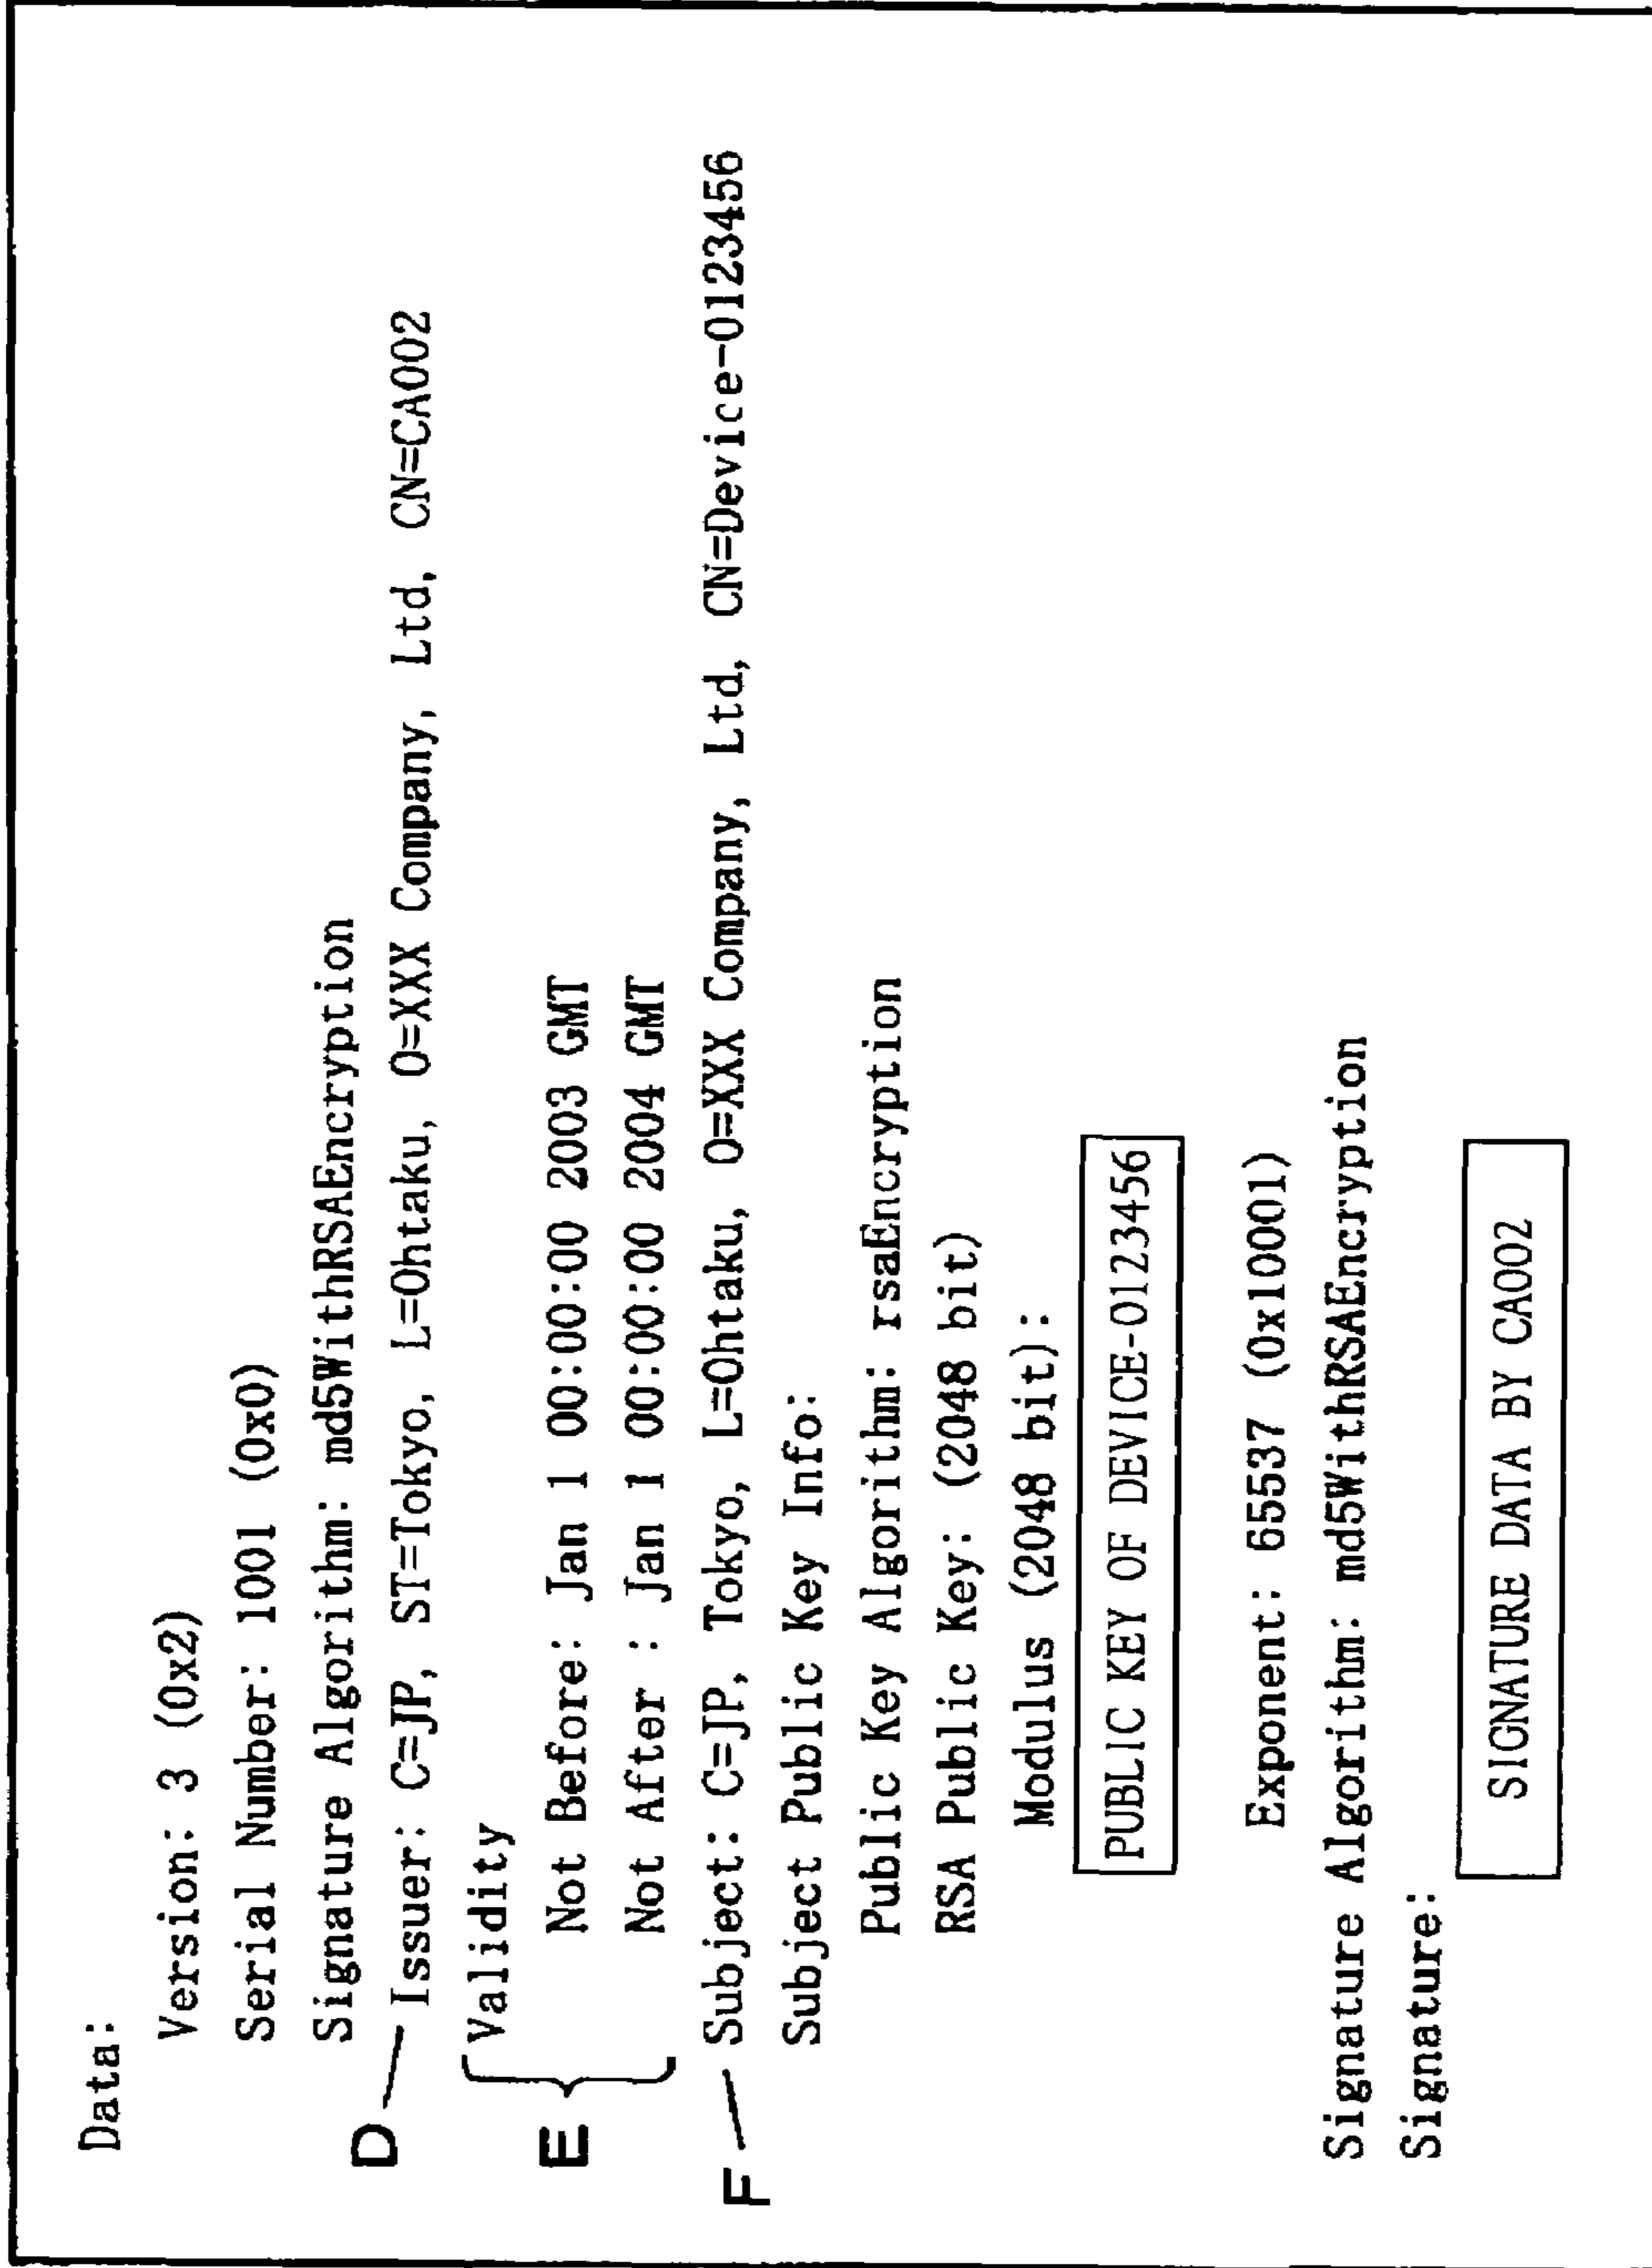 Data:
Version: 3 (0x2)
Serial Number: 1001 (0x0)
Signature Algorithm: md5WithRSAEncryption
D Issuer: C=JP, ST=Tokyo, L=Ohtaku, O=XXX Company, Ltd, CN=CA002
Validity
E Not Before: Jan 1 00:00:00 2003 GMT
Not After : Jan 1 00:00:00 2004 GMT
F Subject: C=JP, Tokyo, L=Ohtaku, O=XXX Company, Ltd, CN=Device-0123456
Subject Public Key Info:
Public Key Algorithm: rsaEncryption
RSA Public Key: (2048 bit)
Modulus (2048 bit):
PUBLIC KEY OF DEVICE-0123456
Exponent: 65537 (0x10001)
Signature Algorithm: md5WithRSAEncryption
Signature:
SIGNATURE DATA BY CA002